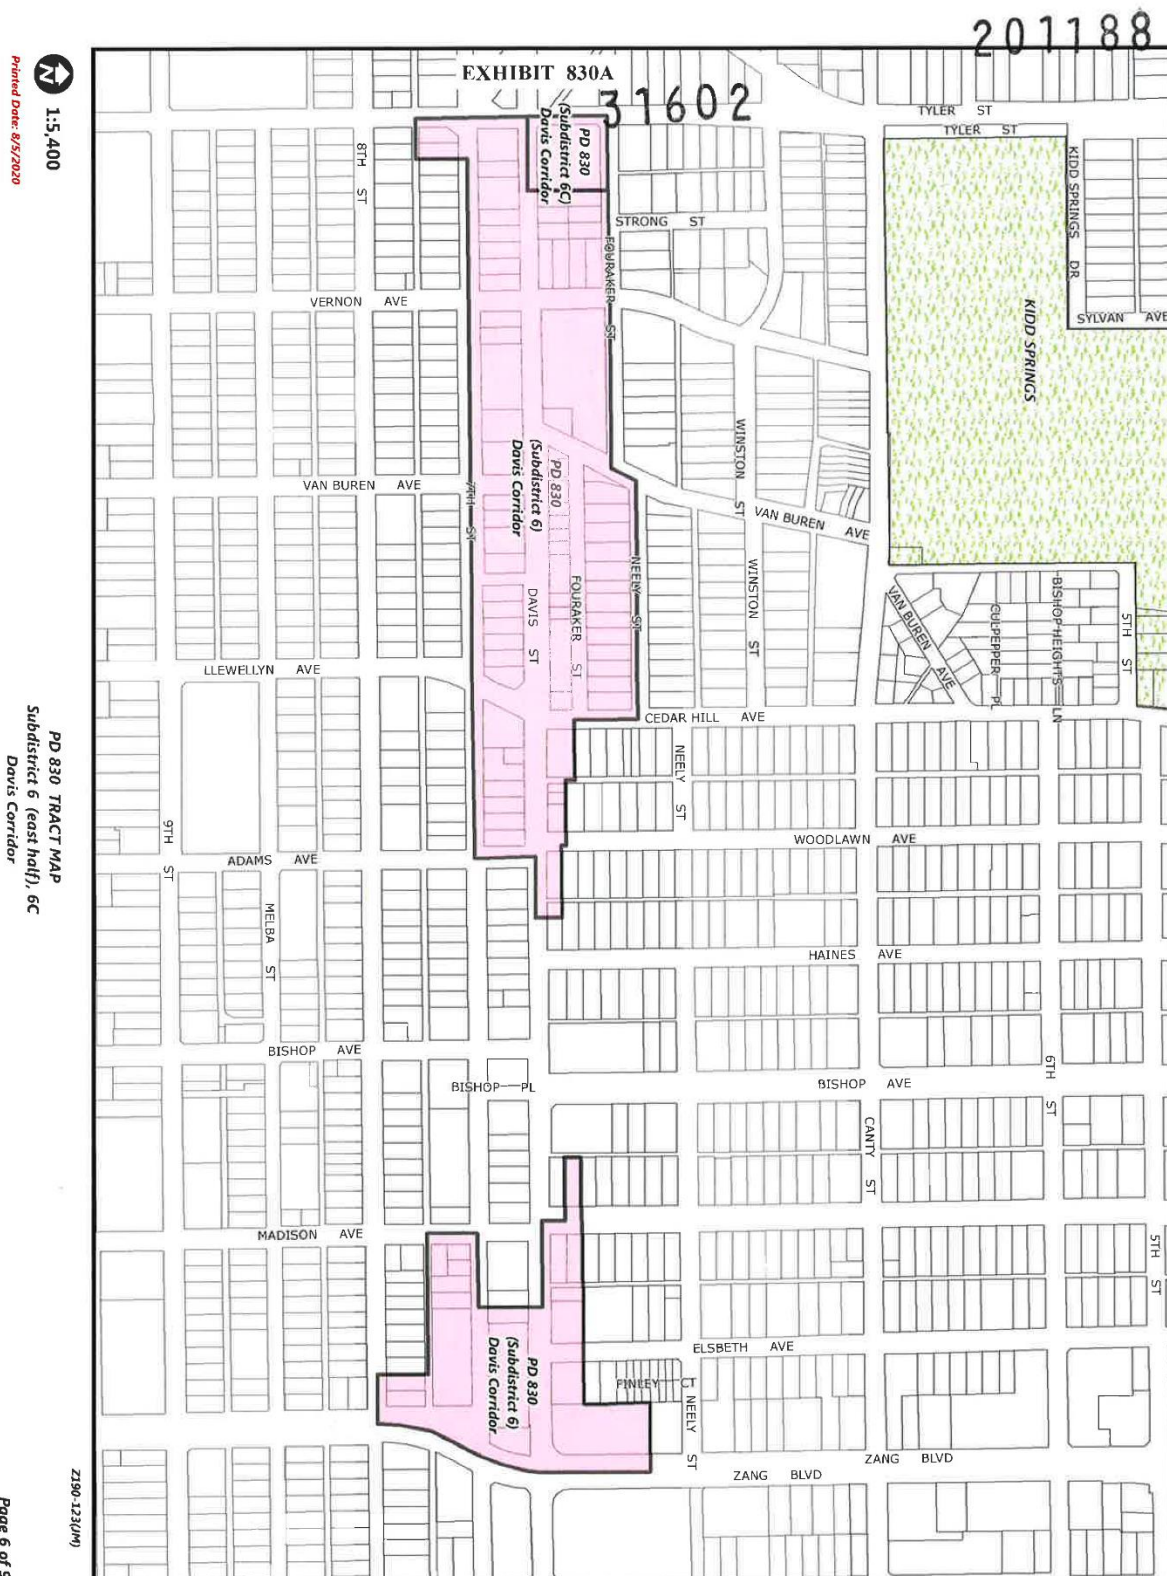 201188
EXHIBIT 830A
31602
TYLER ST
TYLER ST
1:5,400
Printed Date: 8/5/2020
N
PD 830
(Subdistrict 6C)
Davis Corridor
8TH ST
KIDD SPRINGS DR
STRONG ST
FOURAKER ST
VERNON AVE
SYLVAN AVE
KIDD SPRINGS
WINSTON ST
PD 830
(Subdistrict 6)
Davis Corridor
VAN BUREN AVE
7TH ST
VAN BUREN AVE
NEELY ST
WINSTON ST
FOURAKER ST
DAVIS ST
VAN BUREN AVE
CULPEPPER PL
BISHOP HEIGHTS LN
5TH ST
LLEWELLYN AVE
CEDAR HILL AVE
NEELY ST
PD 830 TRACT MAP
Subdistrict 6 (east half), 6C
Davis Corridor
9TH ST
WOODLAWN AVE
ADAMS AVE
MELBA ST
HAINES AVE
BISHOP AVE
6TH ST
BISHOP PL
BISHOP AVE
CANTY ST
MADISON AVE
5TH ST
PD 830
(Subdistrict 6)
Davis Corridor
ELSBETH AVE
FINLEY CT
NEELY ST
ZANG BLVD
ZANG BLVD
Z190-123(JM)
Page 6 of 9